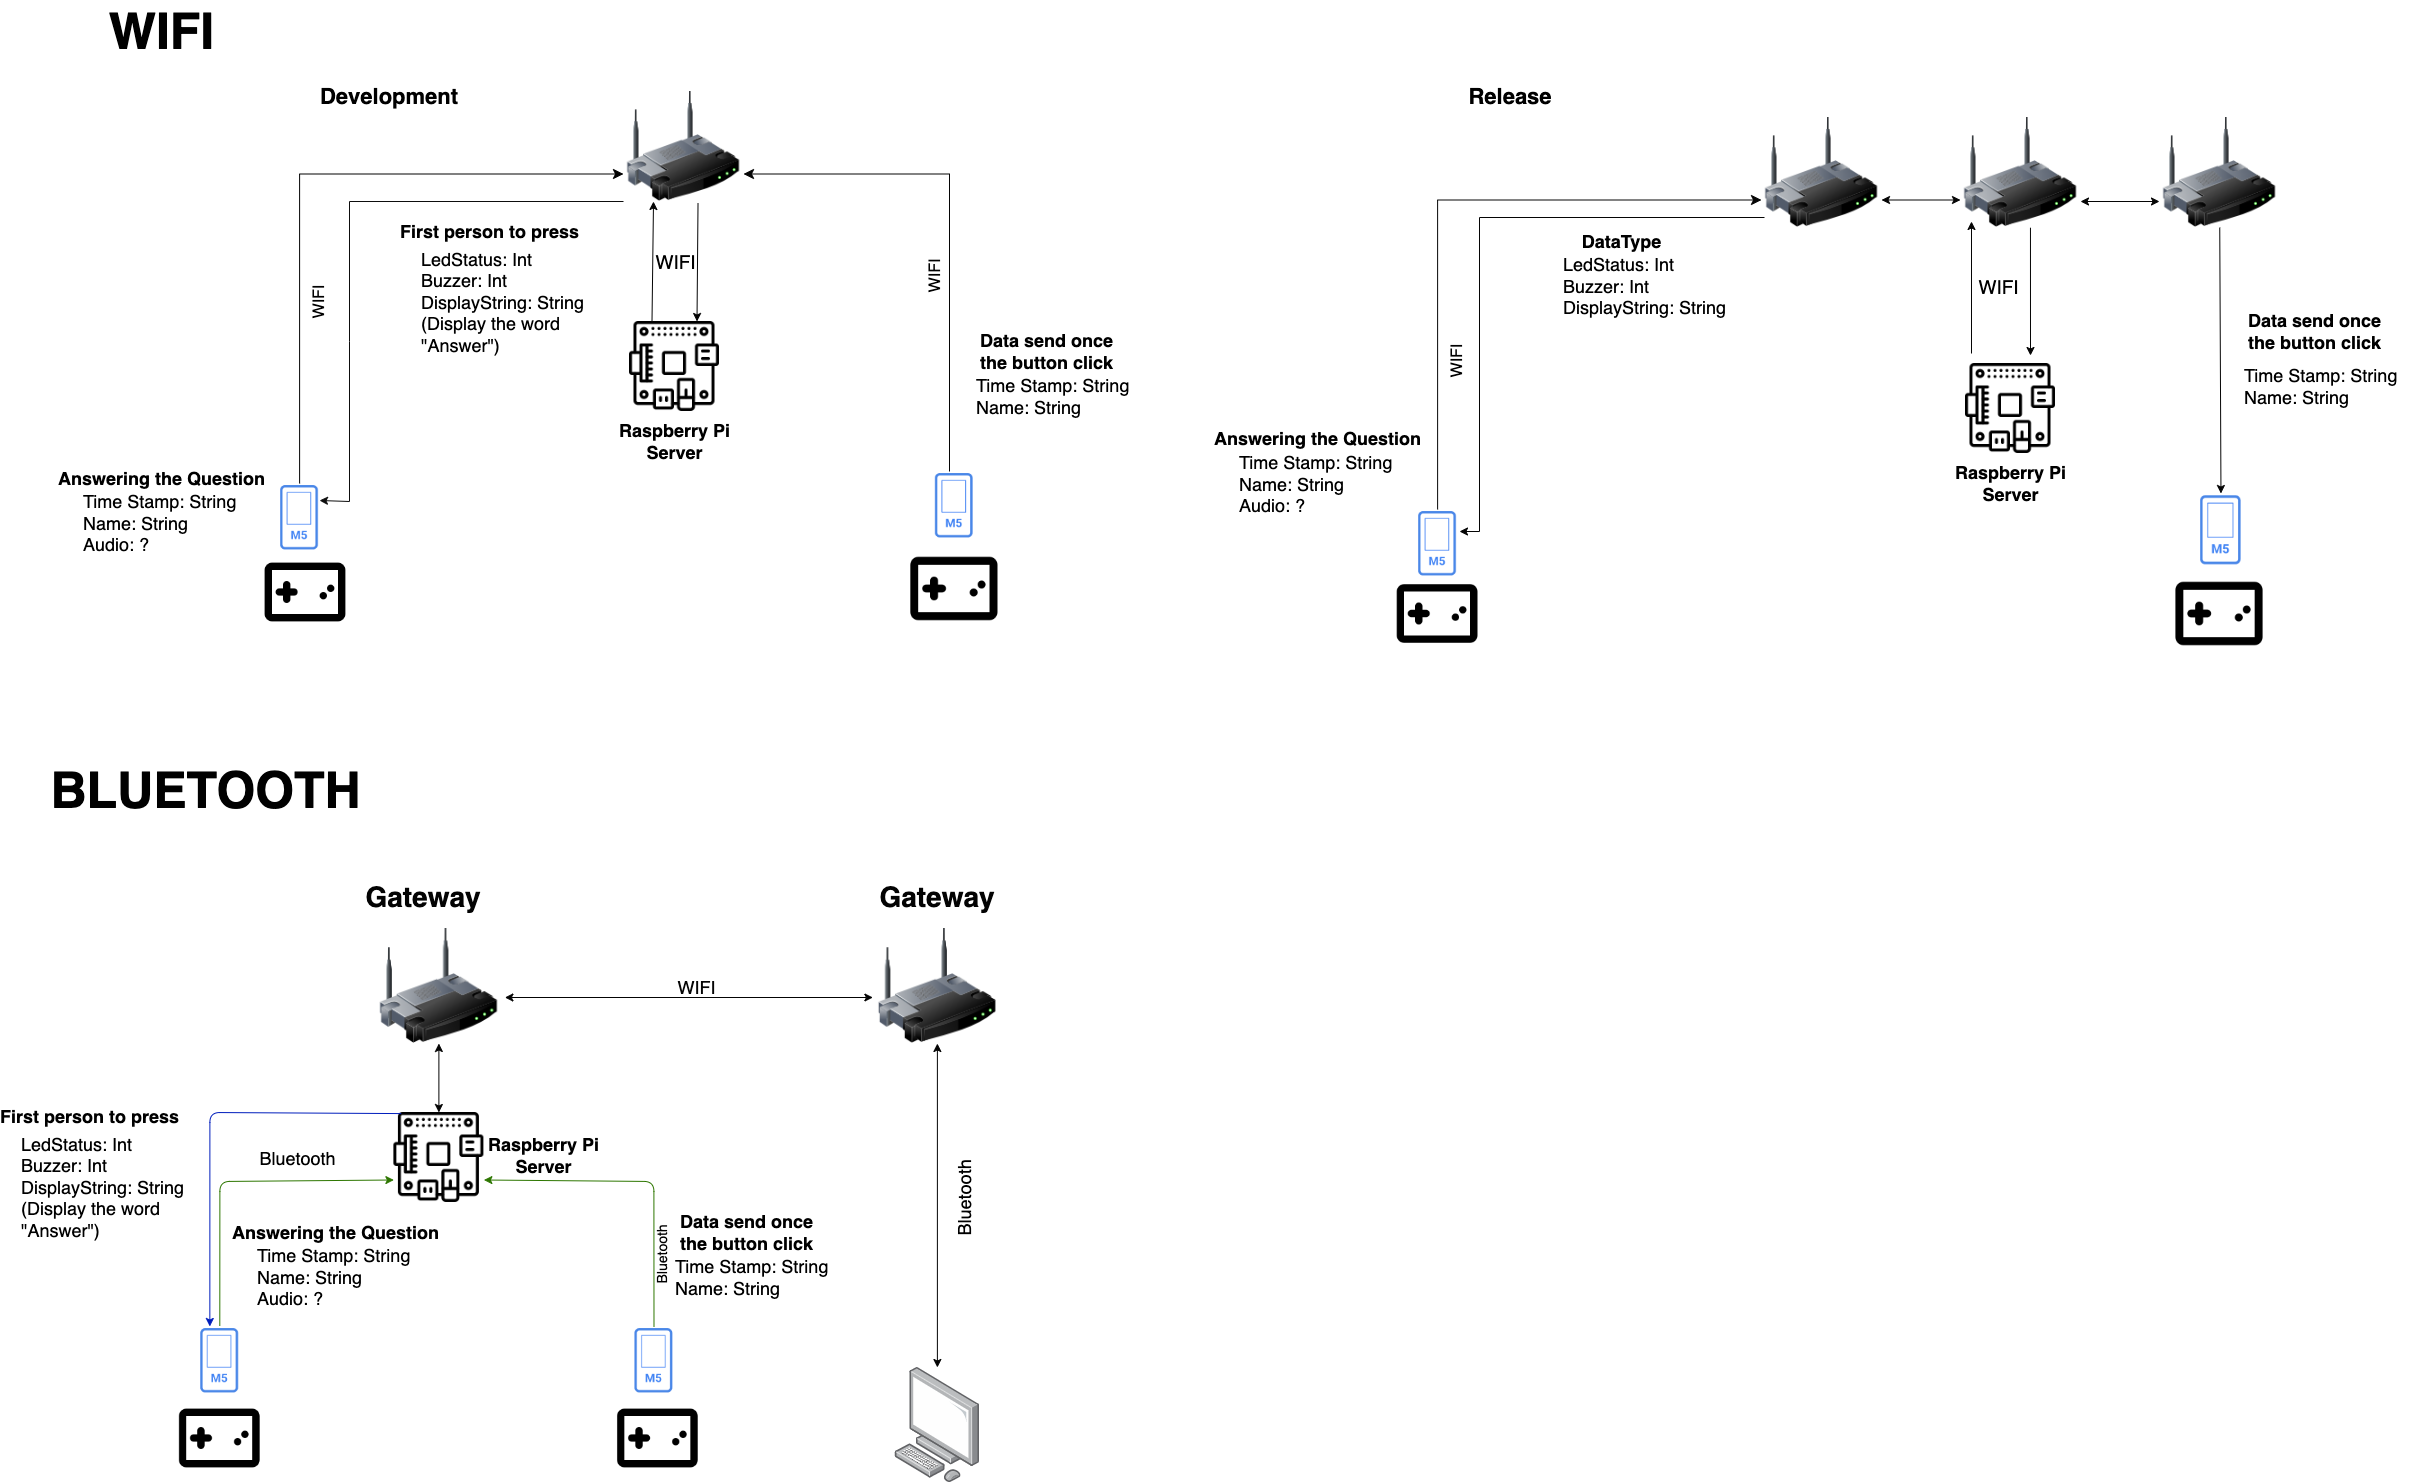 WIFI
Development
First person to press
LedStatus: Int
Buzzer: Int
DisplayString: String
(Display the word
"Answer")
WIFI
WIFI
WIFI
Raspberry Pi
Server
Data send once
the button click
Time Stamp: String
Name: String
Answering the Question
Time Stamp: String
Name: String
Audio: ?
M5
M5
Release
DataType
LedStatus: Int
Buzzer: Int
DisplayString: String
WIFI
WIFI
Raspberry Pi
Server
Data send once
the button click
Time Stamp: String
Name: String
Answering the Question
Time Stamp: String
Name: String
Audio: ?
M5
M5
BLUETOOTH
Gateway
Gateway
WIFI
First person to press
LedStatus: Int
Buzzer: Int
DisplayString: String
(Display the word
"Answer")
Bluetooth
Raspberry Pi
Server
Answering the Question
Time Stamp: String
Name: String
Audio: ?
Bluetooth
Data send once
the button click
Time Stamp: String
Name: String
Bluetooth
M5
M5